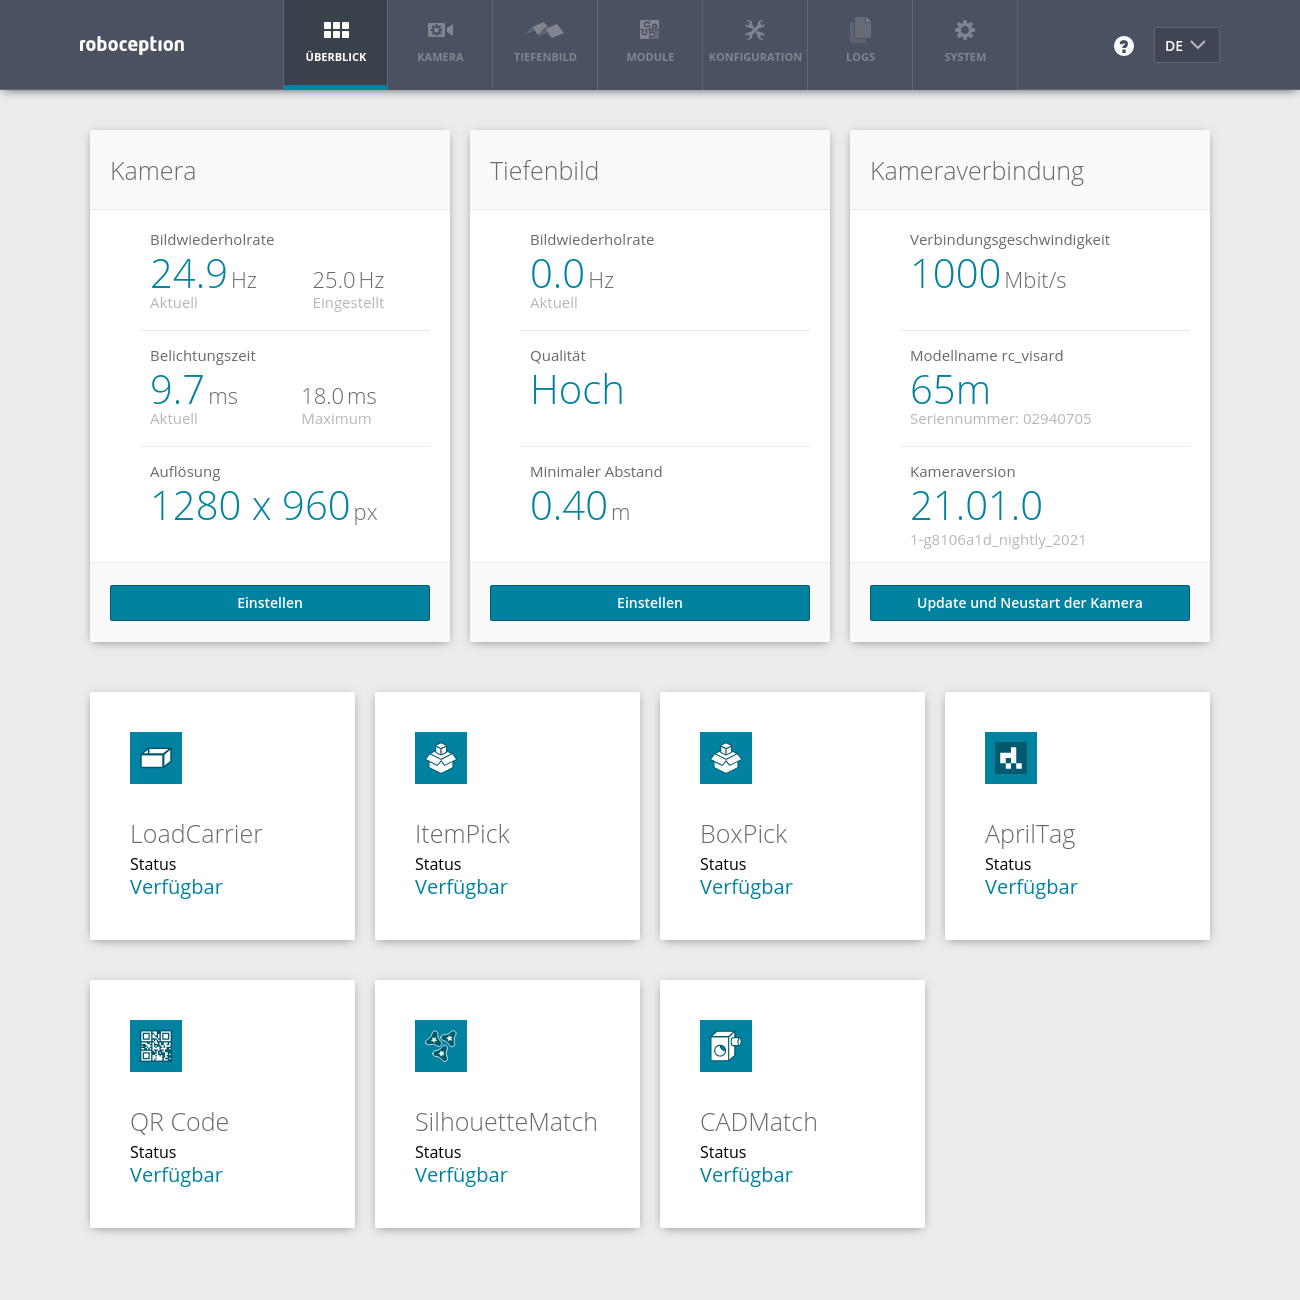 roboception
ÜBERBLICK
KAMERA
TIEFENBILD
MODULE
KONFIGURATION
LOGS
SYSTEM
DE
Kamera
Bildwiederholrate
24.9 Hz 25.0 Hz
Aktuell Eingestellt
Belichtungszeit
9.7 ms 18.0 ms
Aktuell Maximum
Auflösung
1280 x 960 px
Einstellen
Tiefenbild
Bildwiederholrate
0.0 Hz
Aktuell
Qualität
Hoch
Minimaler Abstand
0.40 m
Einstellen
Kameraverbindung
Verbindungsgeschwindigkeit
1000 Mbit/s
Modellname rc_visard
65m
Seriennummer: 02940705
Kameraversion
21.01.0
1-g8106a1d_nightly_2021
Update und Neustart der Kamera
LoadCarrier
Status
Verfügbar
ItemPick
Status
Verfügbar
BoxPick
Status
Verfügbar
AprilTag
Status
Verfügbar
QR Code
Status
Verfügbar
SilhouetteMatch
Status
Verfügbar
CADMatch
Status
Verfügbar